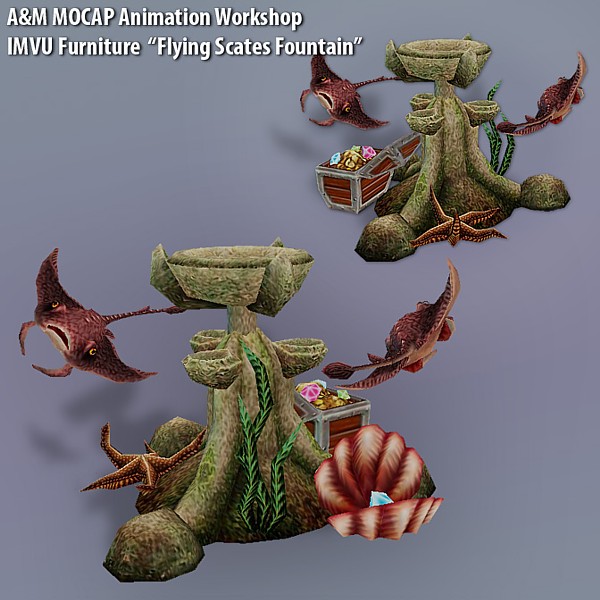 A&M MOCAP Animation Workshop
IMVU Furniture “Flying Scates Fountain”